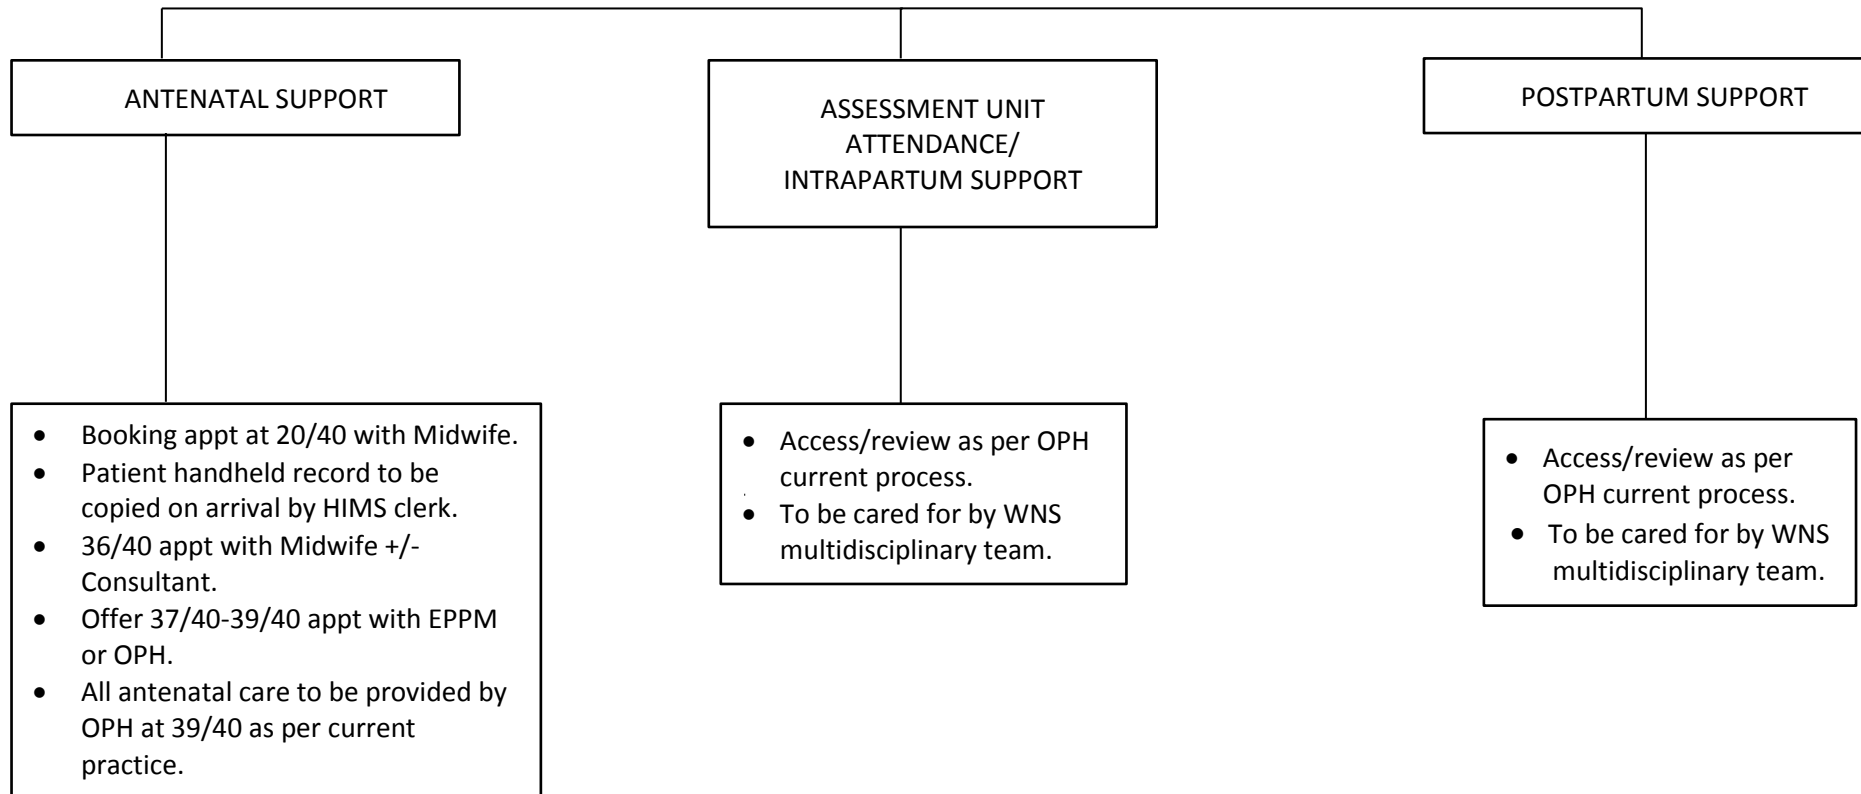 ANTENATAL SUPPORT
ASSESSMENT UNIT
ATTENDANCE/
INTRAPARTUM SUPPORT
POSTPARTUM SUPPORT
• Booking appt at 20/40 with Midwife.
• Patient handheld record to be
copied on arrival by HIMS clerk.
• 36/40 appt with Midwife +/-
Consultant.
• Offer 37/40-39/40 appt with EPPM
or OPH.
• All antenatal care to be provided by
OPH at 39/40 as per current
practice.
• Access/review as per OPH
current process.
• To be cared for by WNS
multidisciplinary team.
• Access/review as per
OPH current process.
• To be cared for by WNS
multidisciplinary team.